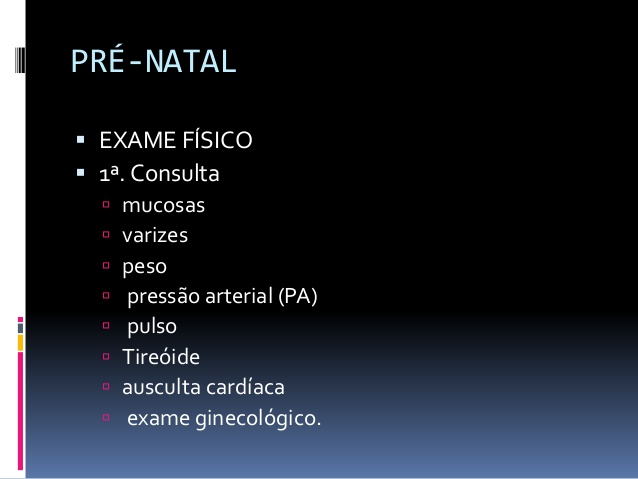 PRÉ-NATAL
EXAME FÍSICO
1ª. Consulta
mucosas
varizes
peso
pressão arterial (PA)
pulso
Tireóide
ausculta cardíaca
exame ginecológico.